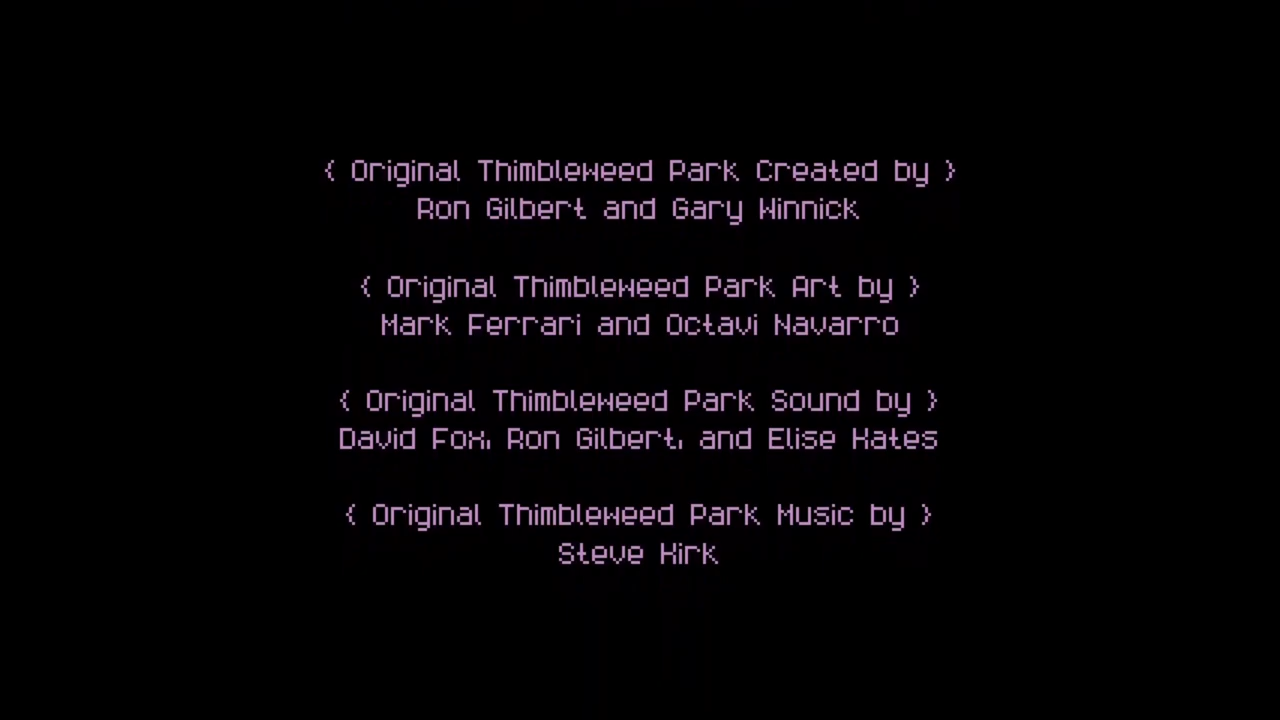 { Original Thimbleweed Park Created by }
Ron Gilbert and Gary Winnick
{ Original Thimbleweed Park Art by }
Mark Ferrari and Octavi Navarro
{ Original Thimbleweed Park Sound by }
David Fox, Ron Gilbert, and Elise Kates
{ Original Thimbleweed Park Music by }
Steve Kirk